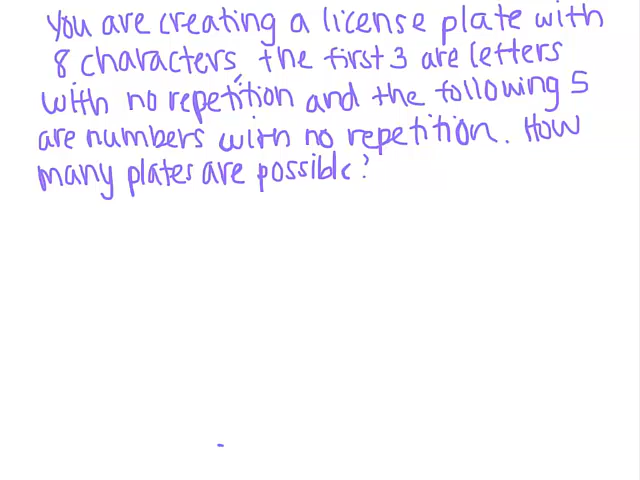 You are creating a license plate with
8 characters, the first 3 are letters
with no repetition and the following 5
are numbers with no repetition. How
many plates are possible?